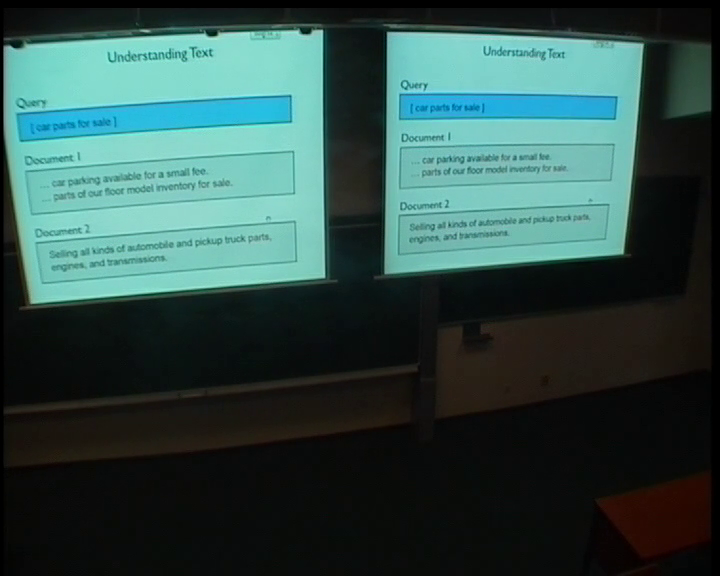 Understanding Text
Query
[ car parts for sale ]
Document 1
... car parking available for a small fee.
... parts of our floor model inventory for sale.
Document 2
Selling all kinds of automobile and pickup truck parts,
engines, and transmissions.
Understanding Text
Query
[ car parts for sale ]
Document 1
... car parking available for a small fee.
... parts of our floor model inventory for sale.
Document 2
Selling all kinds of automobile and pickup truck parts,
engines, and transmissions.